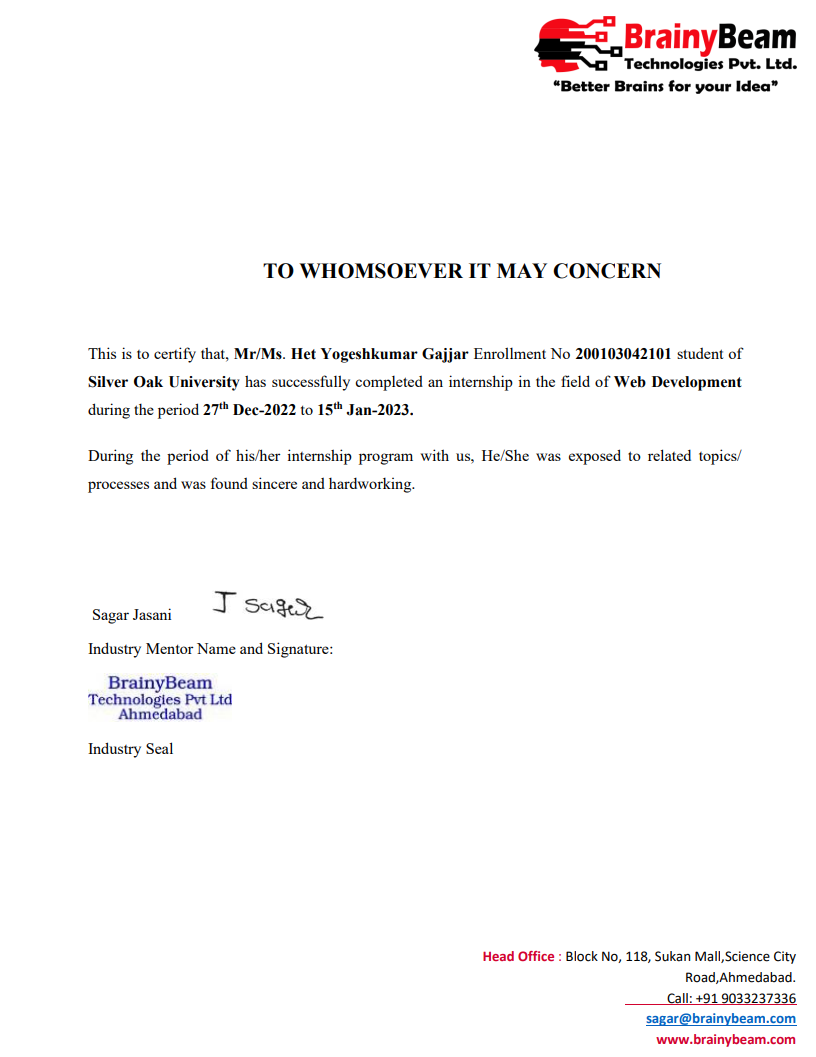 BrainyBeam
Technologies Pvt. Ltd.
“Better Brains for your Idea”
TO WHOMSOEVER IT MAY CONCERN
This is to certify that, Mr/Ms. Het Yogeshkumar Gajjar Enrollment No 200103042101 student of
Silver Oak University has successfully completed an internship in the field of Web Development
during the period 27th Dec-2022 to 15th Jan-2023.
During the period of his/her internship program with us, He/She was exposed to related topics/
processes and was found sincere and hardworking.
Sagar Jasani J Sagar
Industry Mentor Name and Signature:
BrainyBeam
Technologies Pvt Ltd
Ahmedabad
Industry Seal
Head Office : Block No, 118, Sukan Mall,Science City
Road,Ahmedabad.
Call: +91 9033237336
sagar@brainybeam.com
www.brainybeam.com